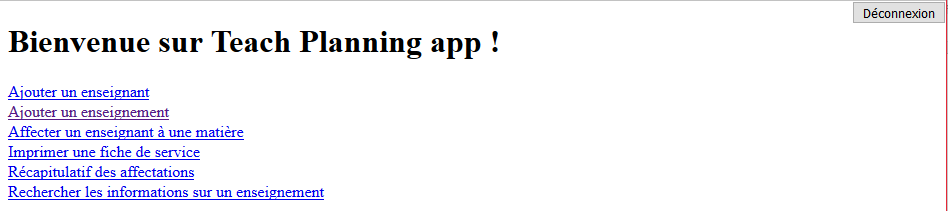 Déconnexion
Bienvenue sur Teach Planning app !
Ajouter un enseignant
Ajouter un enseignement
Affecter un enseignant à une matière
Imprimer une fiche de service
Récapitulatif des affectations
Rechercher les informations sur un enseignement